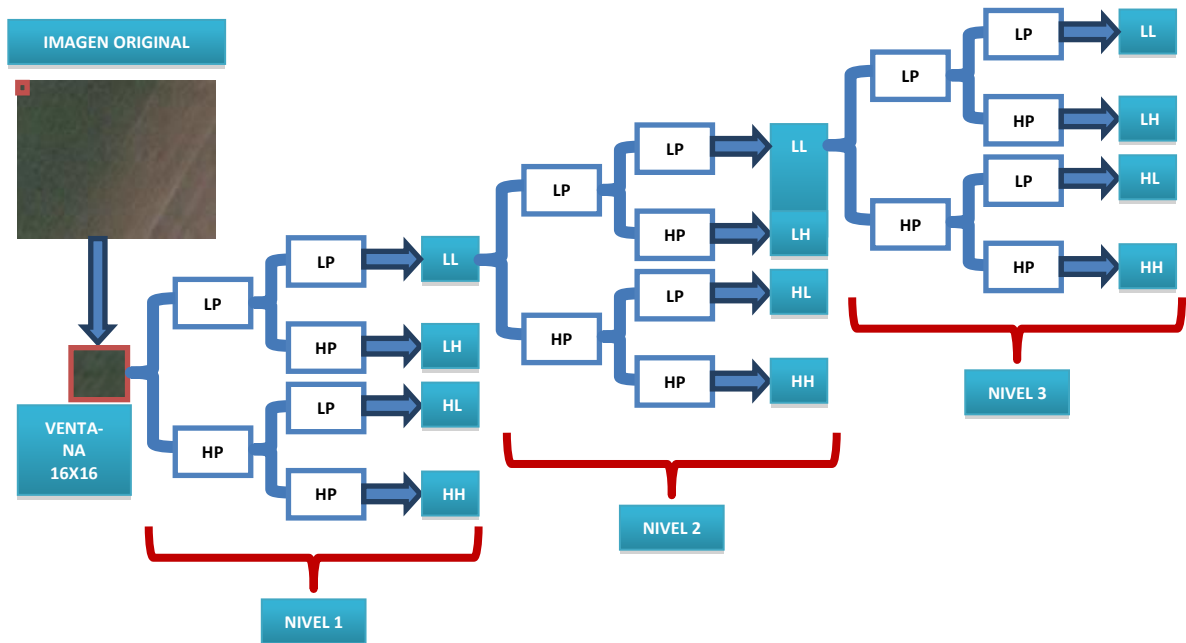 IMAGEN ORIGINAL
VENTA-
NA
16X16
LP
HP
LP
HP
LP
HP
LL
LH
HL
HH
NIVEL 1
LP
HP
LP
HP
LP
HP
LL
LH
HL
HH
NIVEL 2
LP
HP
LP
HP
LP
HP
LL
LH
HL
HH
NIVEL 3